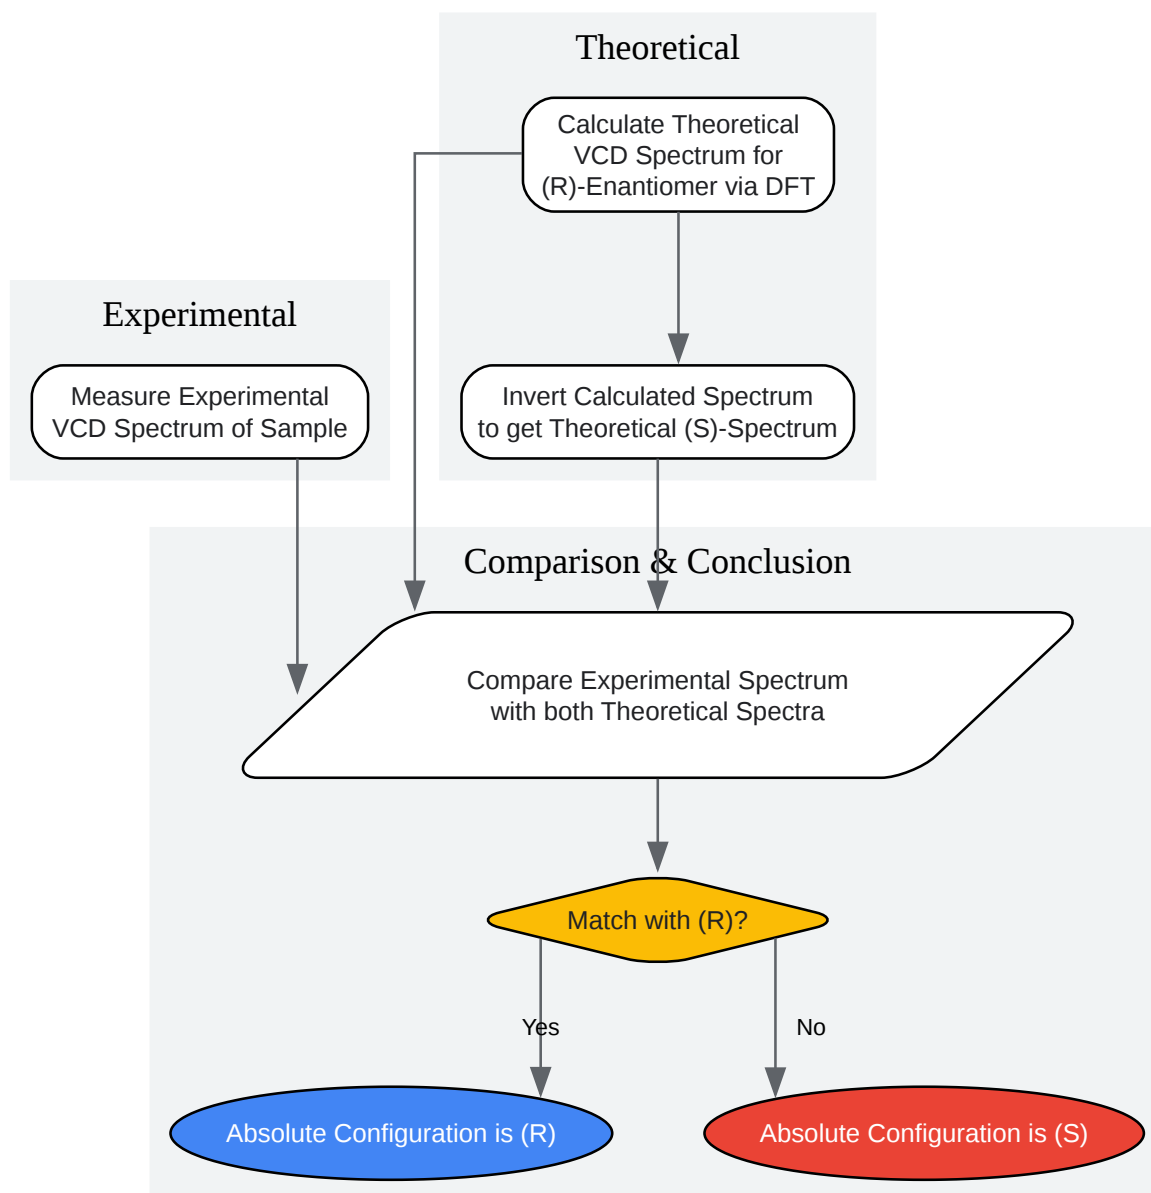 Theoretical
Calculate Theoretical
VCD Spectrum for
(R)-Enantiomer via DFT
Experimental
Measure Experimental
VCD Spectrum of Sample
Invert Calculated Spectrum
to get Theoretical (S)-Spectrum
Comparison & Conclusion
Compare Experimental Spectrum
with both Theoretical Spectra
Match with (R)?
Yes
No
Absolute Configuration is (R)
Absolute Configuration is (S)